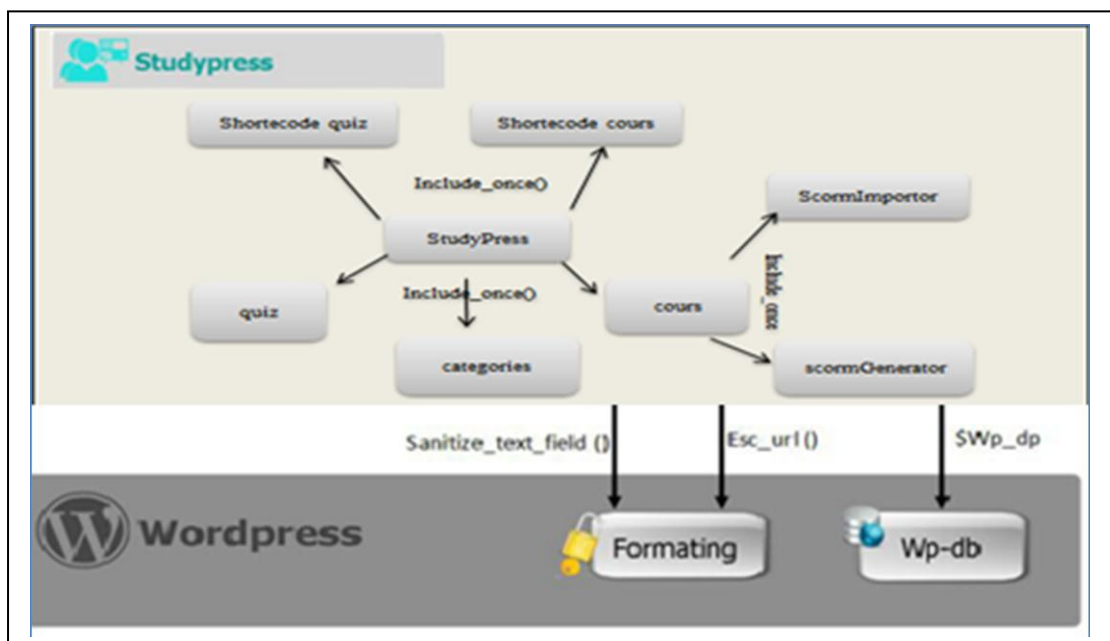 Studypress
Shortecode quiz
Shortecode cours
Include_once()
ScormImportor
StudyPress
Include_once
Include_once()
quiz
cours
categories
scormGenerator
Sanitize_text_field ()
Esc_url()
$Wp_dp
Wordpress
Formating
Wp-db